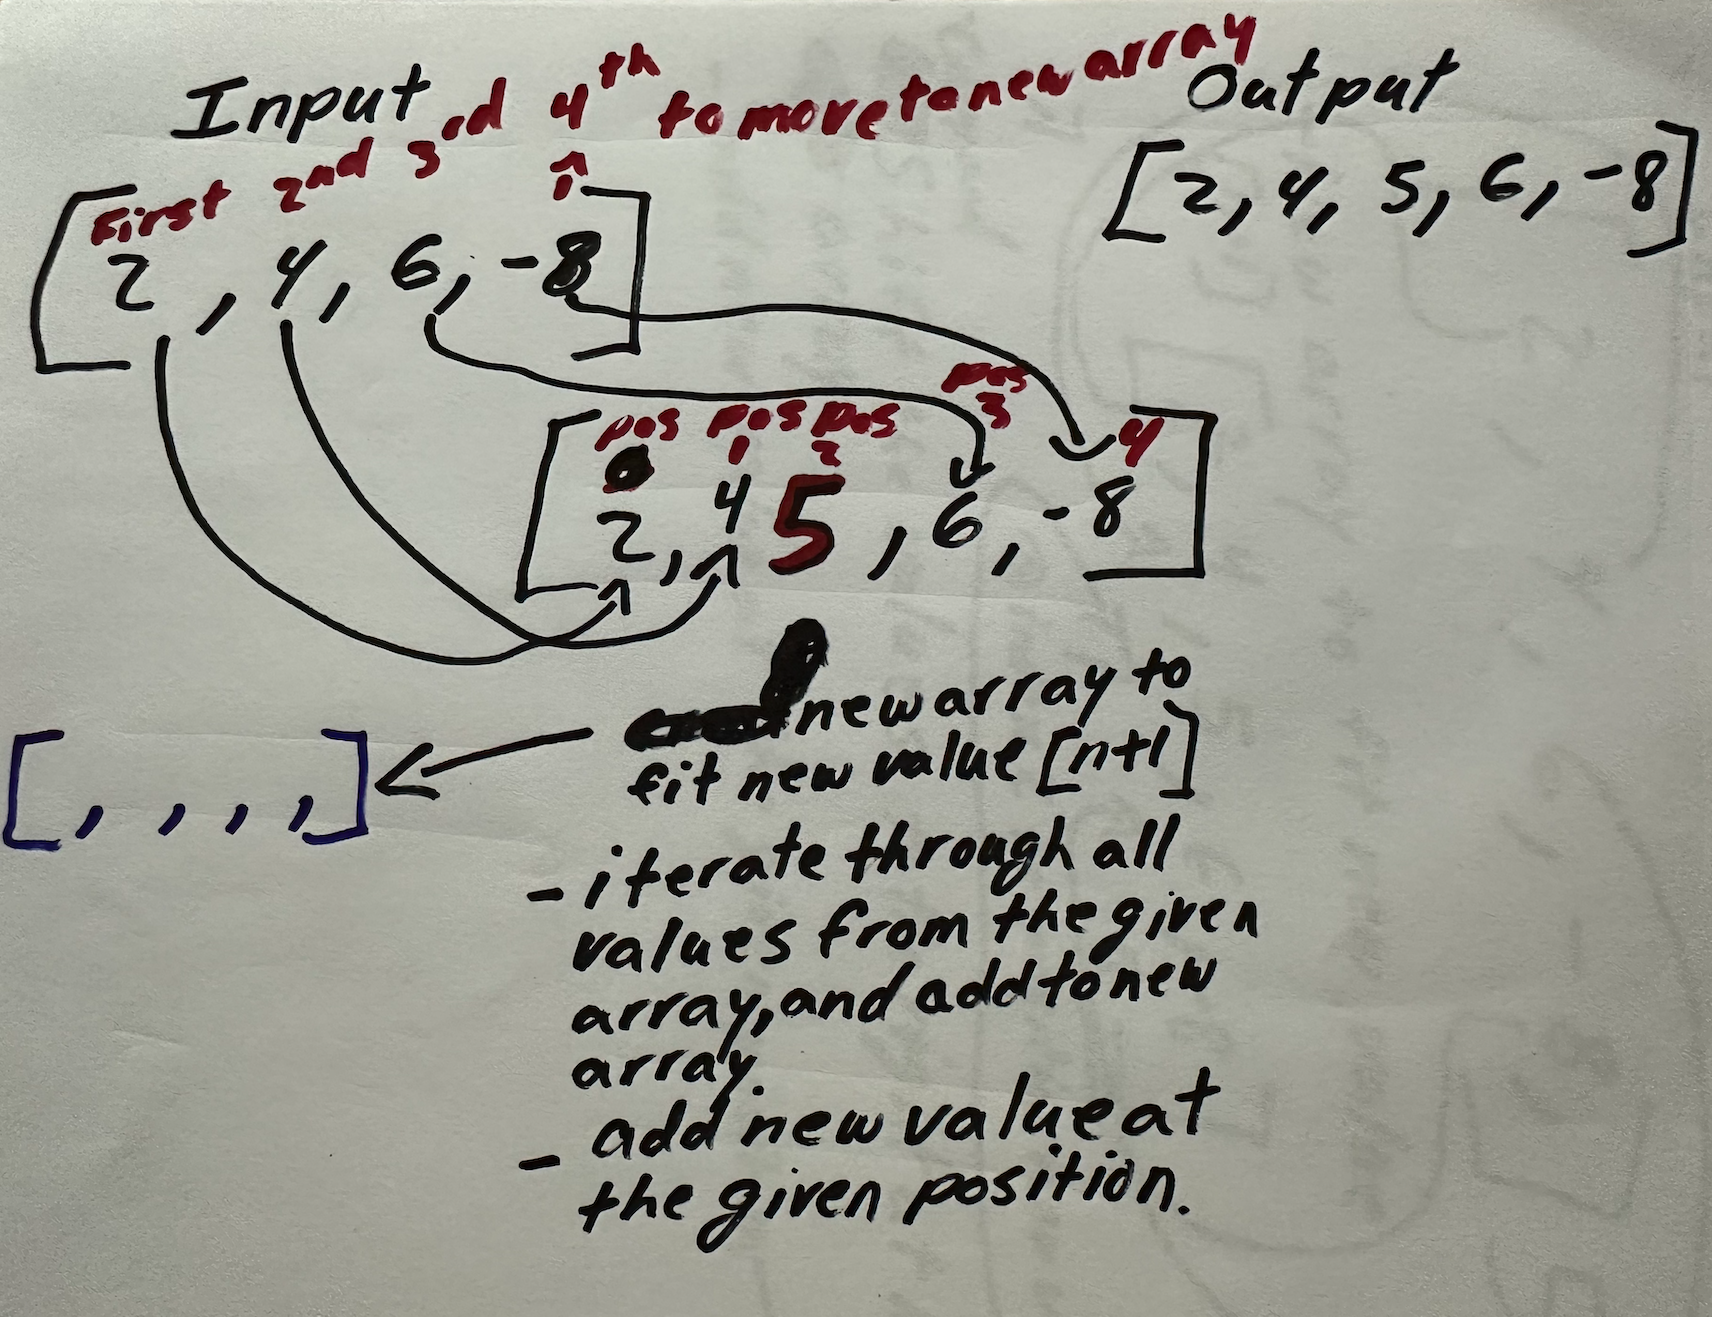 Input
First 2nd 3rd 4th to move to new array
[2, 4, 6, -8]
Output
[2, 4, 5, 6, -8]
pos 0 pos 1 pos 2 pos 3 4
[2, 4 5, 6, -8]
[, , , ,]
new array to
fit new value [n+1]
- iterate through all
values from the given
array, and add to new
array.
- add new value at
the given position.